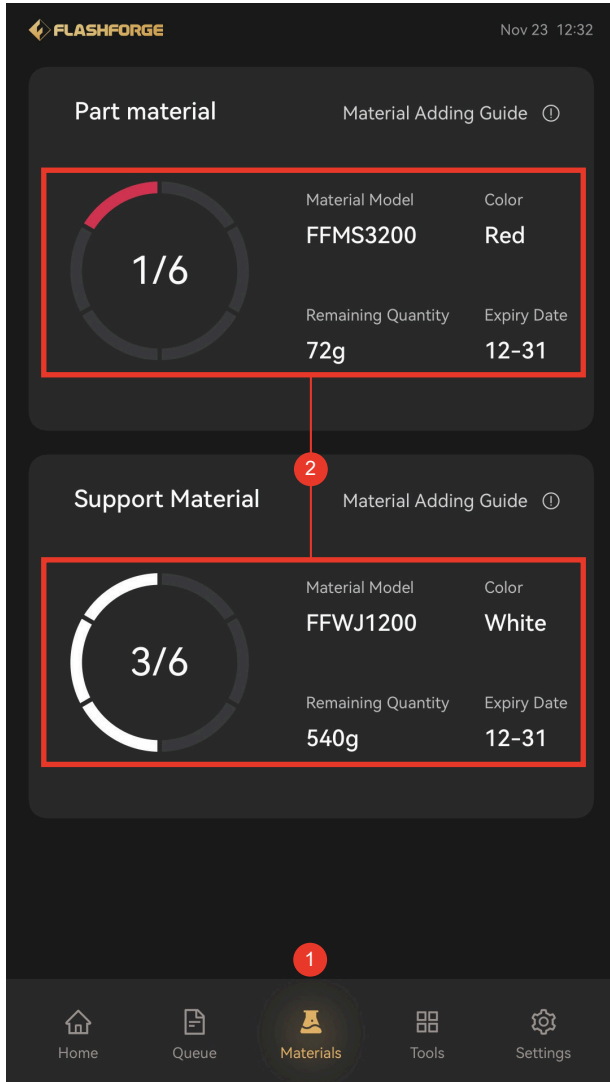 FLASHFORGE Nov 23 12:32
Part material Material Adding Guide
Material Model Color
FFMS3200 Red
1/6
Remaining Quantity Expiry Date
72g 12-31
2
Support Material Material Adding Guide
Material Model Color
FFWJ1200 White
3/6
Remaining Quantity Expiry Date
540g 12-31
1
Home Queue Materials Tools Settings